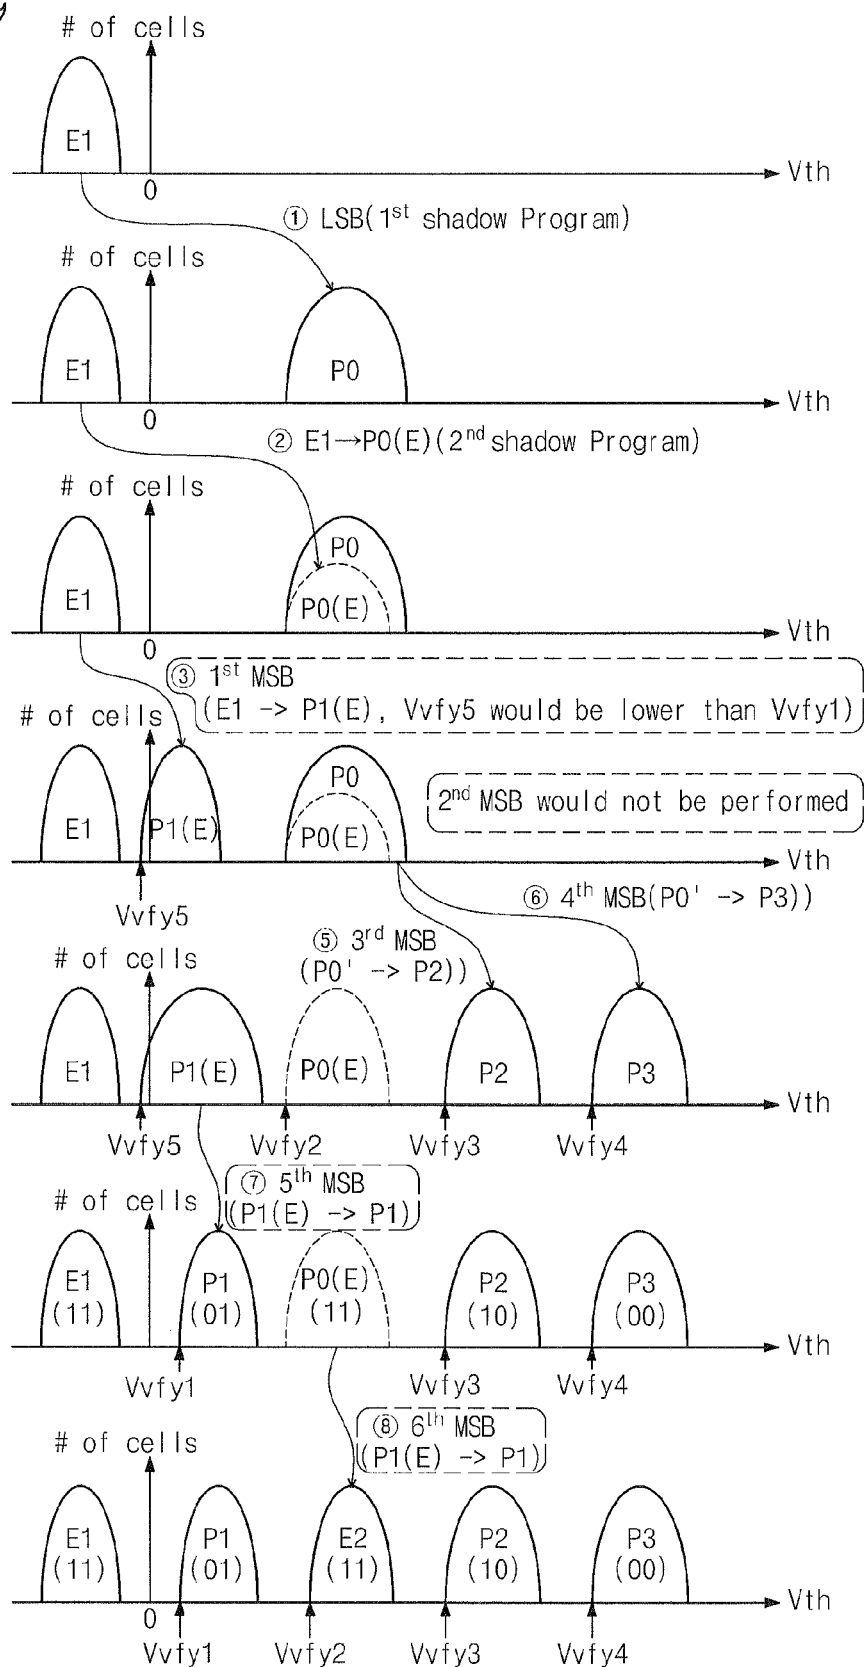 # of cells
E1
0
Vth
① LSB(1st shadow Program)
# of cells
E1
P0
0
Vth
② E1→P0(E)(2nd shadow Program)
# of cells
P0
E1
P0(E)
0
Vth
③ 1st MSB
(E1 -> P1(E), Vvfy5 would be lower than Vvfy1)
# of cells
P0
2nd MSB would not be performed
E1
P1(E)
P0(E)
Vth
Vvfy5
⑥ 4th MSB(P0' -> P3))
⑤ 3rd MSB
(P0' -> P2))
# of cells
E1
P1(E)
P0(E)
P2
P3
Vth
Vvfy5
Vvfy2
Vvfy3
Vvfy4
⑦ 5th MSB
(P1(E) -> P1)
# of cells
E1
(11)
P1
(01)
P0(E)
(11)
P2
(10)
P3
(00)
Vth
Vvfy1
Vvfy3
Vvfy4
⑧ 6th MSB
(P1(E) -> P1)
# of cells
E1
(11)
P1
(01)
E2
(11)
P2
(10)
P3
(00)
0
Vth
Vvfy1
Vvfy2
Vvfy3
Vvfy4